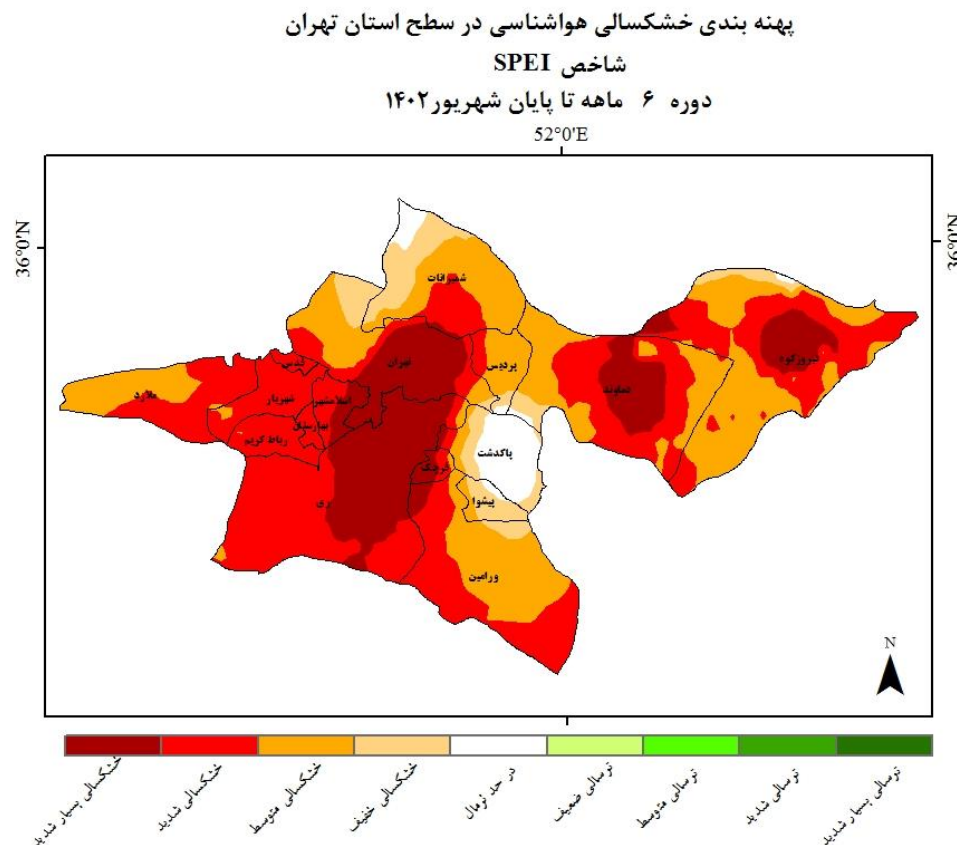 پهنه بندی خشکسالی هواشناسی در سطح استان تهران
شاخص SPEI
دوره ۶ ماهه تا پایان شهریور۱۴۰۲
52°0'E
36°0'N
36°0'N
شمیرانات
تهران
پردیس
قدس
ملارد
شهریار
اسلامشهر
بهارستان
رباط کریم
دماوند
فیروزکوه
پاکدشت
قرچک
پیشوا
ری
ورامین
N
خشکسالی بسیار شدید
خشکسالی شدید
خشکسالی متوسط
خشکسالی خفیف
در حد نرمال
ترسالی ضعیف
ترسالی متوسط
ترسالی شدید
ترسالی بسیار شدید